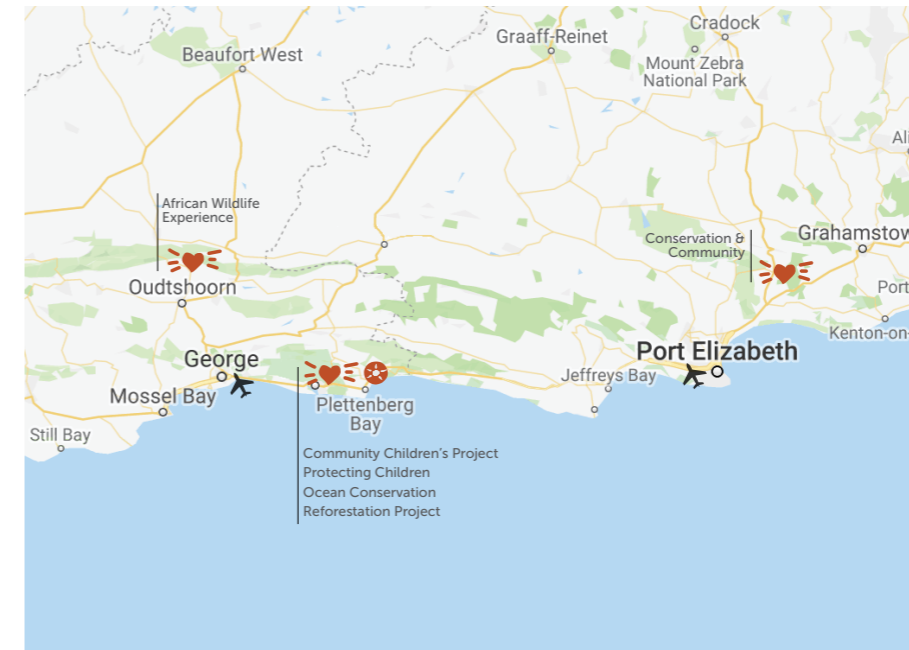 Cradock
Graaff-Reinet
Beaufort West
Mount Zebra
National Park
Ali
African Wildlife
Experience
Conservation &
Community
Grahamstow
Oudtshoorn
Port
Kenton-on-
George
Port Elizabeth
Jeffreys Bay
Mossel Bay
Plettenberg
Bay
Still Bay
Community Children's Project
Protecting Children
Ocean Conservation
Reforestation Project